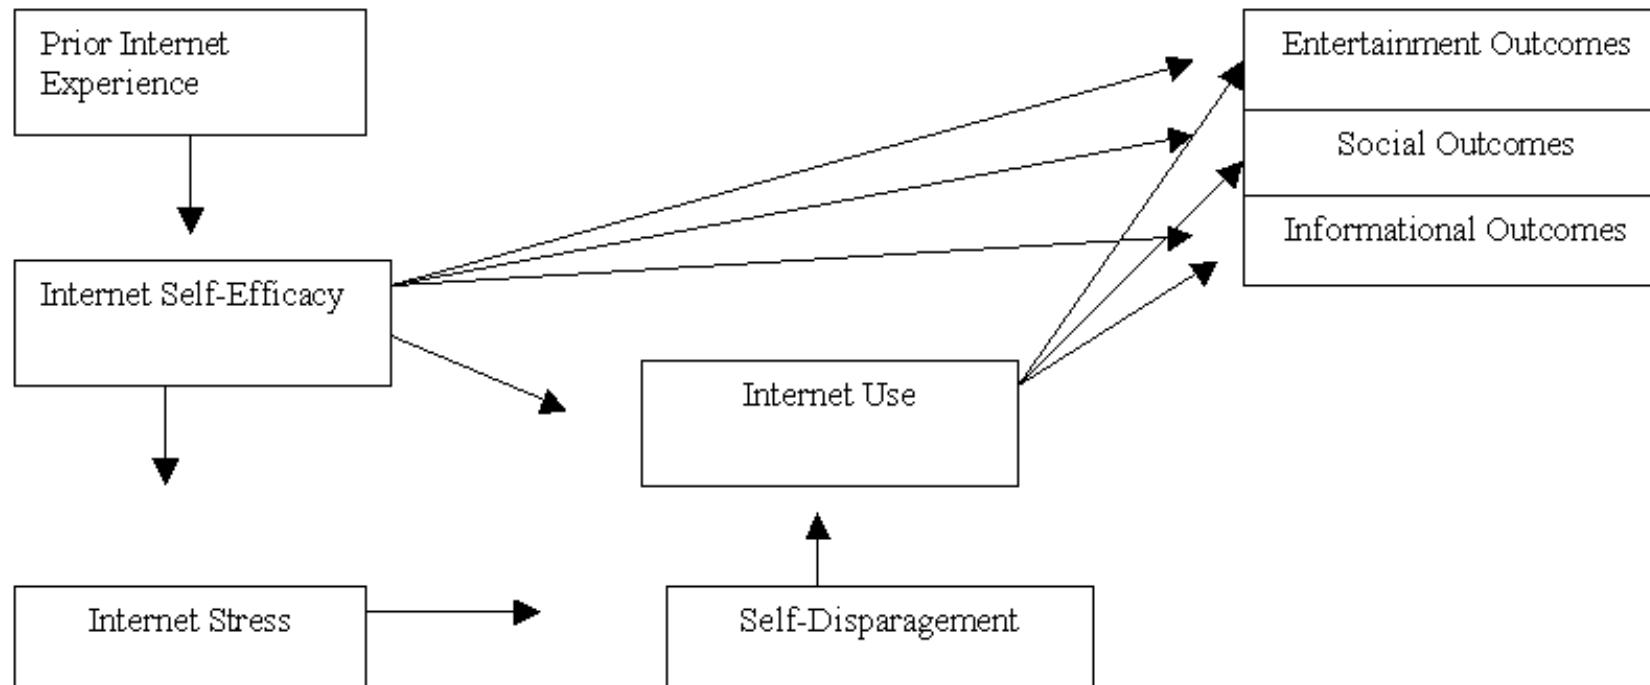 Prior Internet
Experience
Entertainment Outcomes
Social Outcomes
Informational Outcomes
Internet Self-Efficacy
Internet Use
Internet Stress
Self-Disparagement